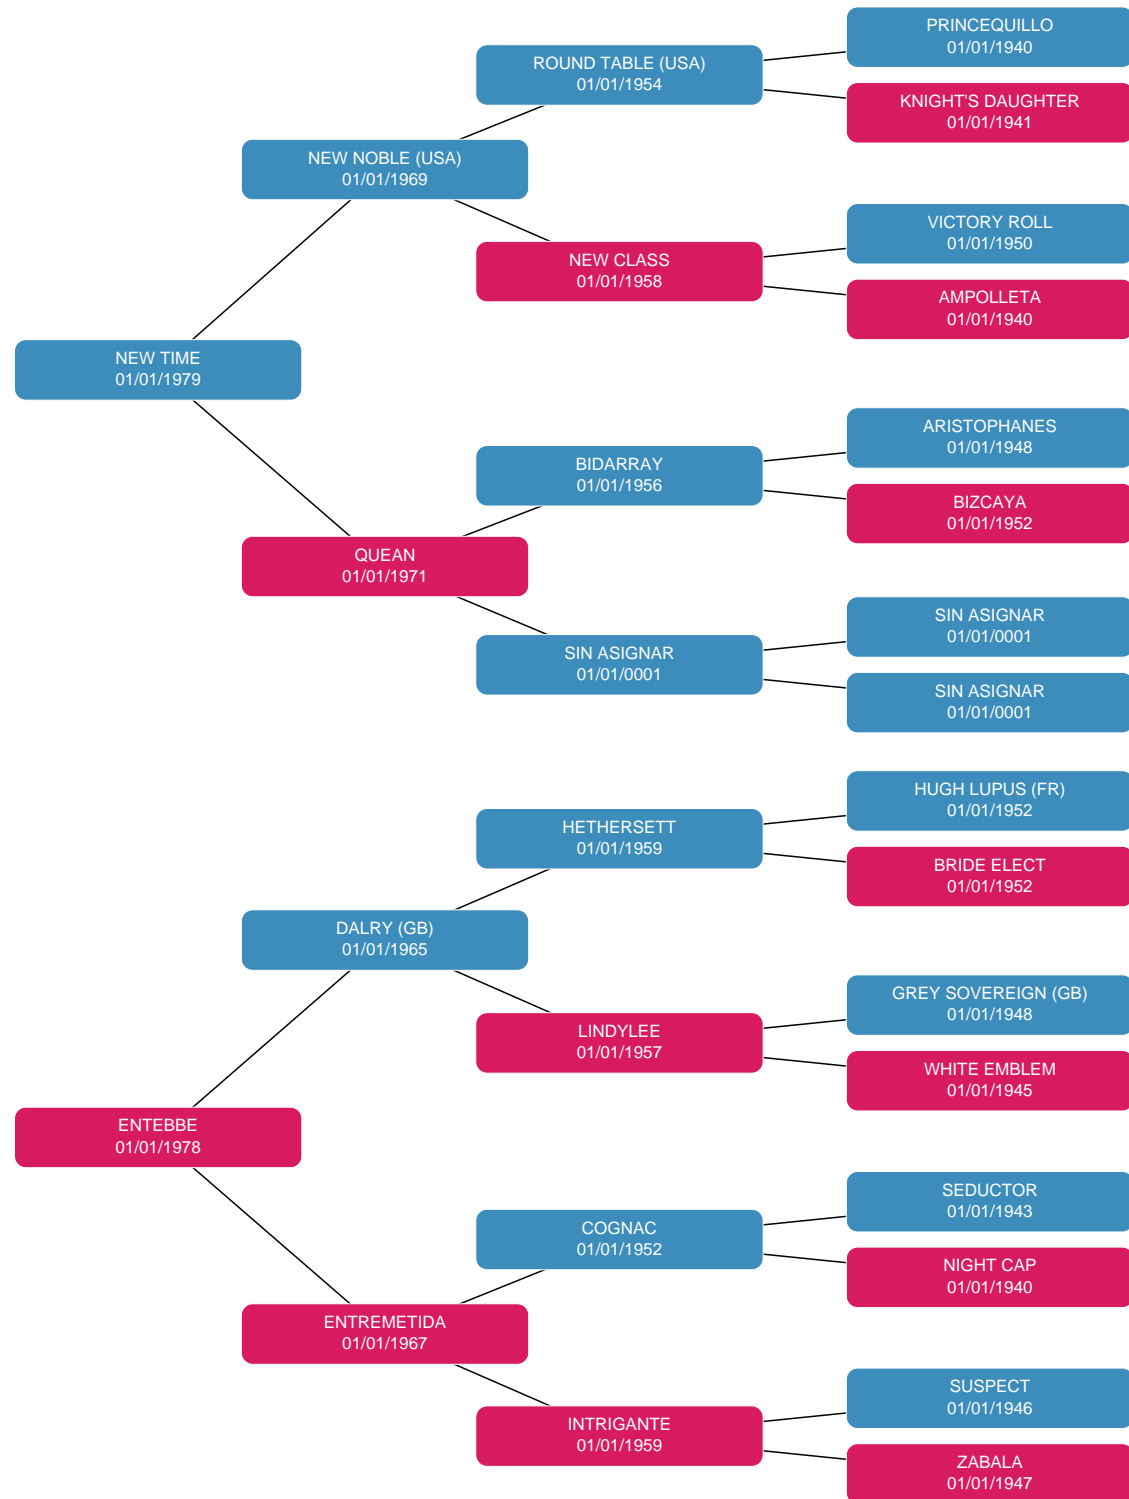 PRINCEQUILLO
01/01/1940
ROUND TABLE (USA)
01/01/1954
KNIGHT'S DAUGHTER
01/01/1941
NEW NOBLE (USA)
01/01/1969
VICTORY ROLL
01/01/1950
NEW CLASS
01/01/1958
AMPOLLETA
01/01/1940
NEW TIME
01/01/1979
ARISTOPHANES
01/01/1948
BIDARRAY
01/01/1956
BIZCAYA
01/01/1952
QUEAN
01/01/1971
SIN ASIGNAR
01/01/0001
SIN ASIGNAR
01/01/0001
SIN ASIGNAR
01/01/0001
HUGH LUPUS (FR)
01/01/1952
HETHERSETT
01/01/1959
BRIDE ELECT
01/01/1952
DALRY (GB)
01/01/1965
GREY SOVEREIGN (GB)
01/01/1948
LINDYLEE
01/01/1957
WHITE EMBLEM
01/01/1945
ENTEBBE
01/01/1978
SEDUCTOR
01/01/1943
COGNAC
01/01/1952
NIGHT CAP
01/01/1940
ENTREMETIDA
01/01/1967
SUSPECT
01/01/1946
INTRIGANTE
01/01/1959
ZABALA
01/01/1947